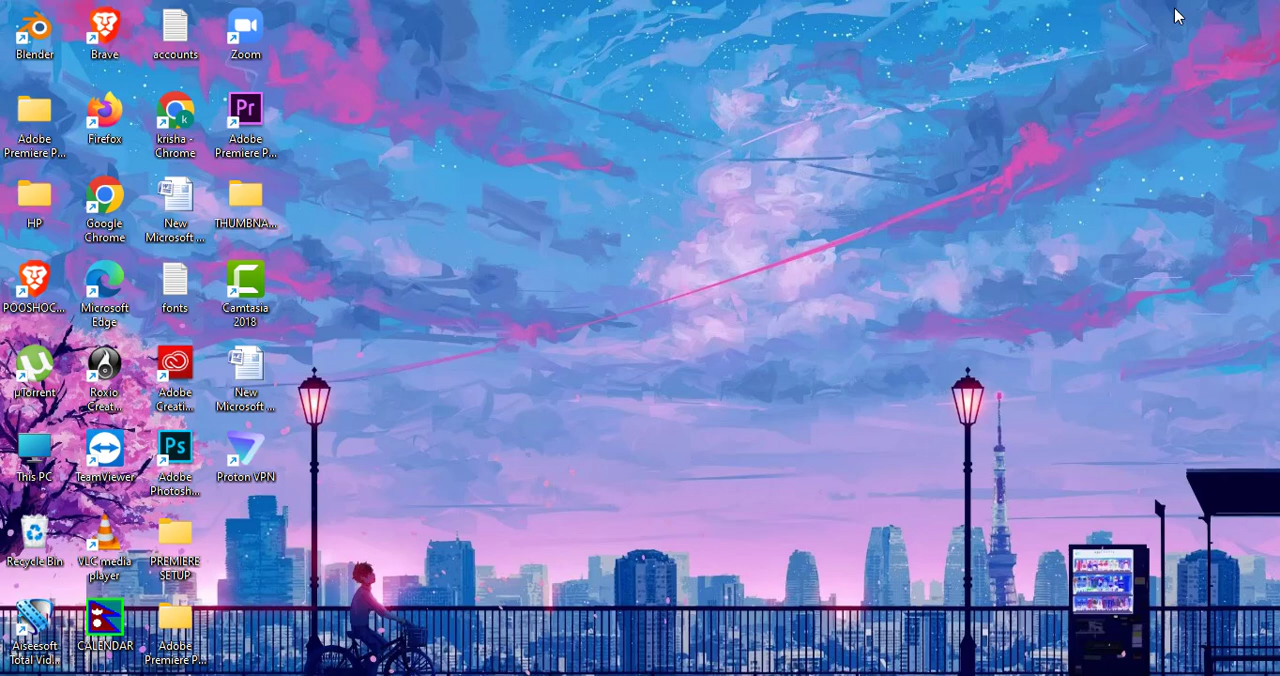 Blender
Brave
accounts
Zoom
Adobe
Premiere P...
Firefox
krisha -
Chrome
k
Pr
Adobe
Premiere P...
HP
Google
Chrome
New
Microsoft ...
THUMBNA...
POOSHOC...
Microsoft
Edge
fonts
Camtasia
2018
µTorrent
Roxio
Creat...
Adobe
Creati...
New
Microsoft ...
This PC
TeamViewer
Ps
Adobe
Photosh...
Proton VPN
Recycle Bin
VLC media
player
PREMIERE
SETUP
Aiseesoft
Total Vid...
CALENDAR
Adobe
Premiere P...